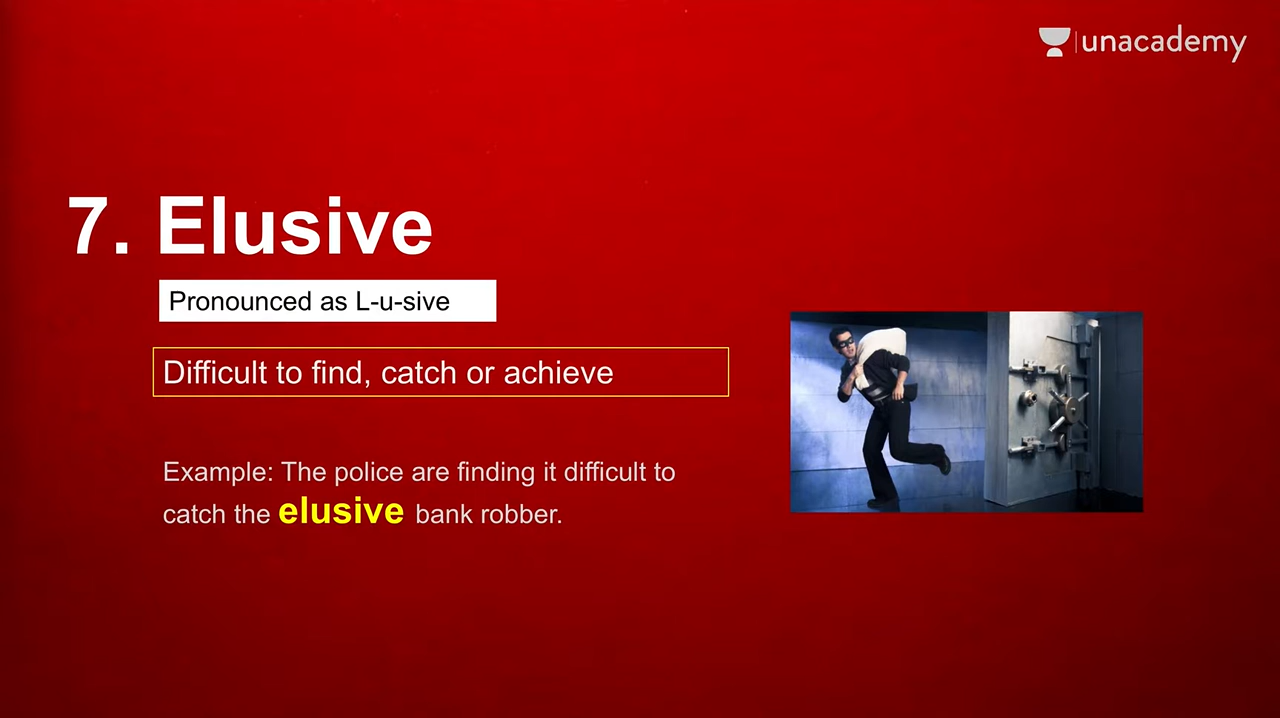 unacademy
7. Elusive
Pronounced as L-u-sive
Difficult to find, catch or achieve
Example: The police are finding it difficult to
catch the elusive bank robber.